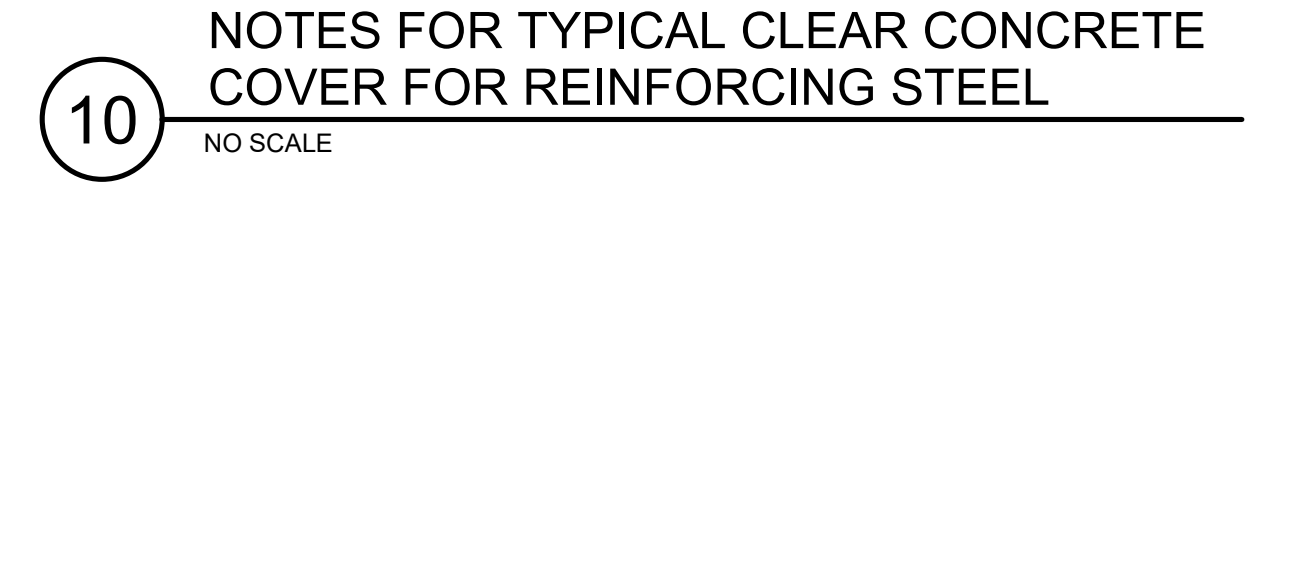 NOTES FOR TYPICAL CLEAR CONCRETE
COVER FOR REINFORCING STEEL
10
NO SCALE